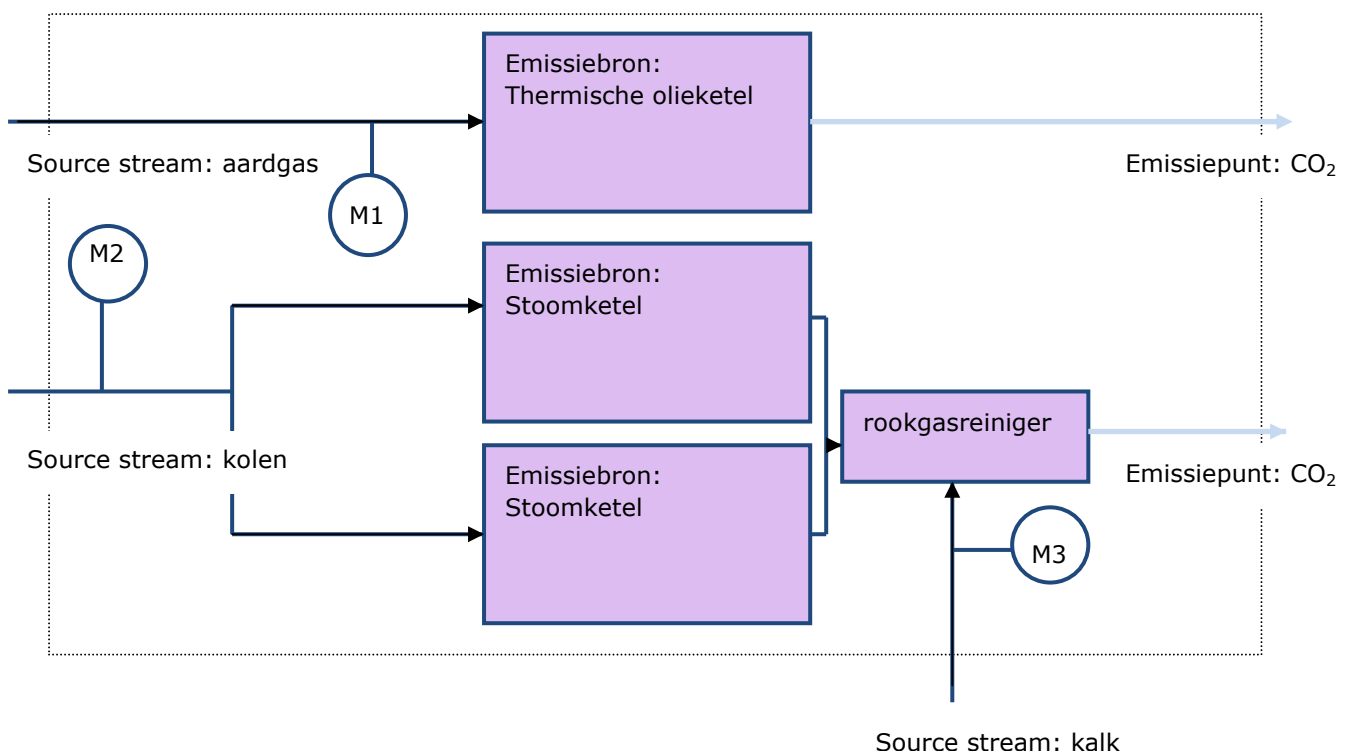 Emissiebron:
Thermische olieketel
Source stream: aardgas
Emissiepunt: CO₂
M1
M2
Emissiebron:
Stoomketel
rookgasreiniger
Source stream: kolen
Emissiebron:
Stoomketel
Emissiepunt: CO₂
M3
Source stream: kalk